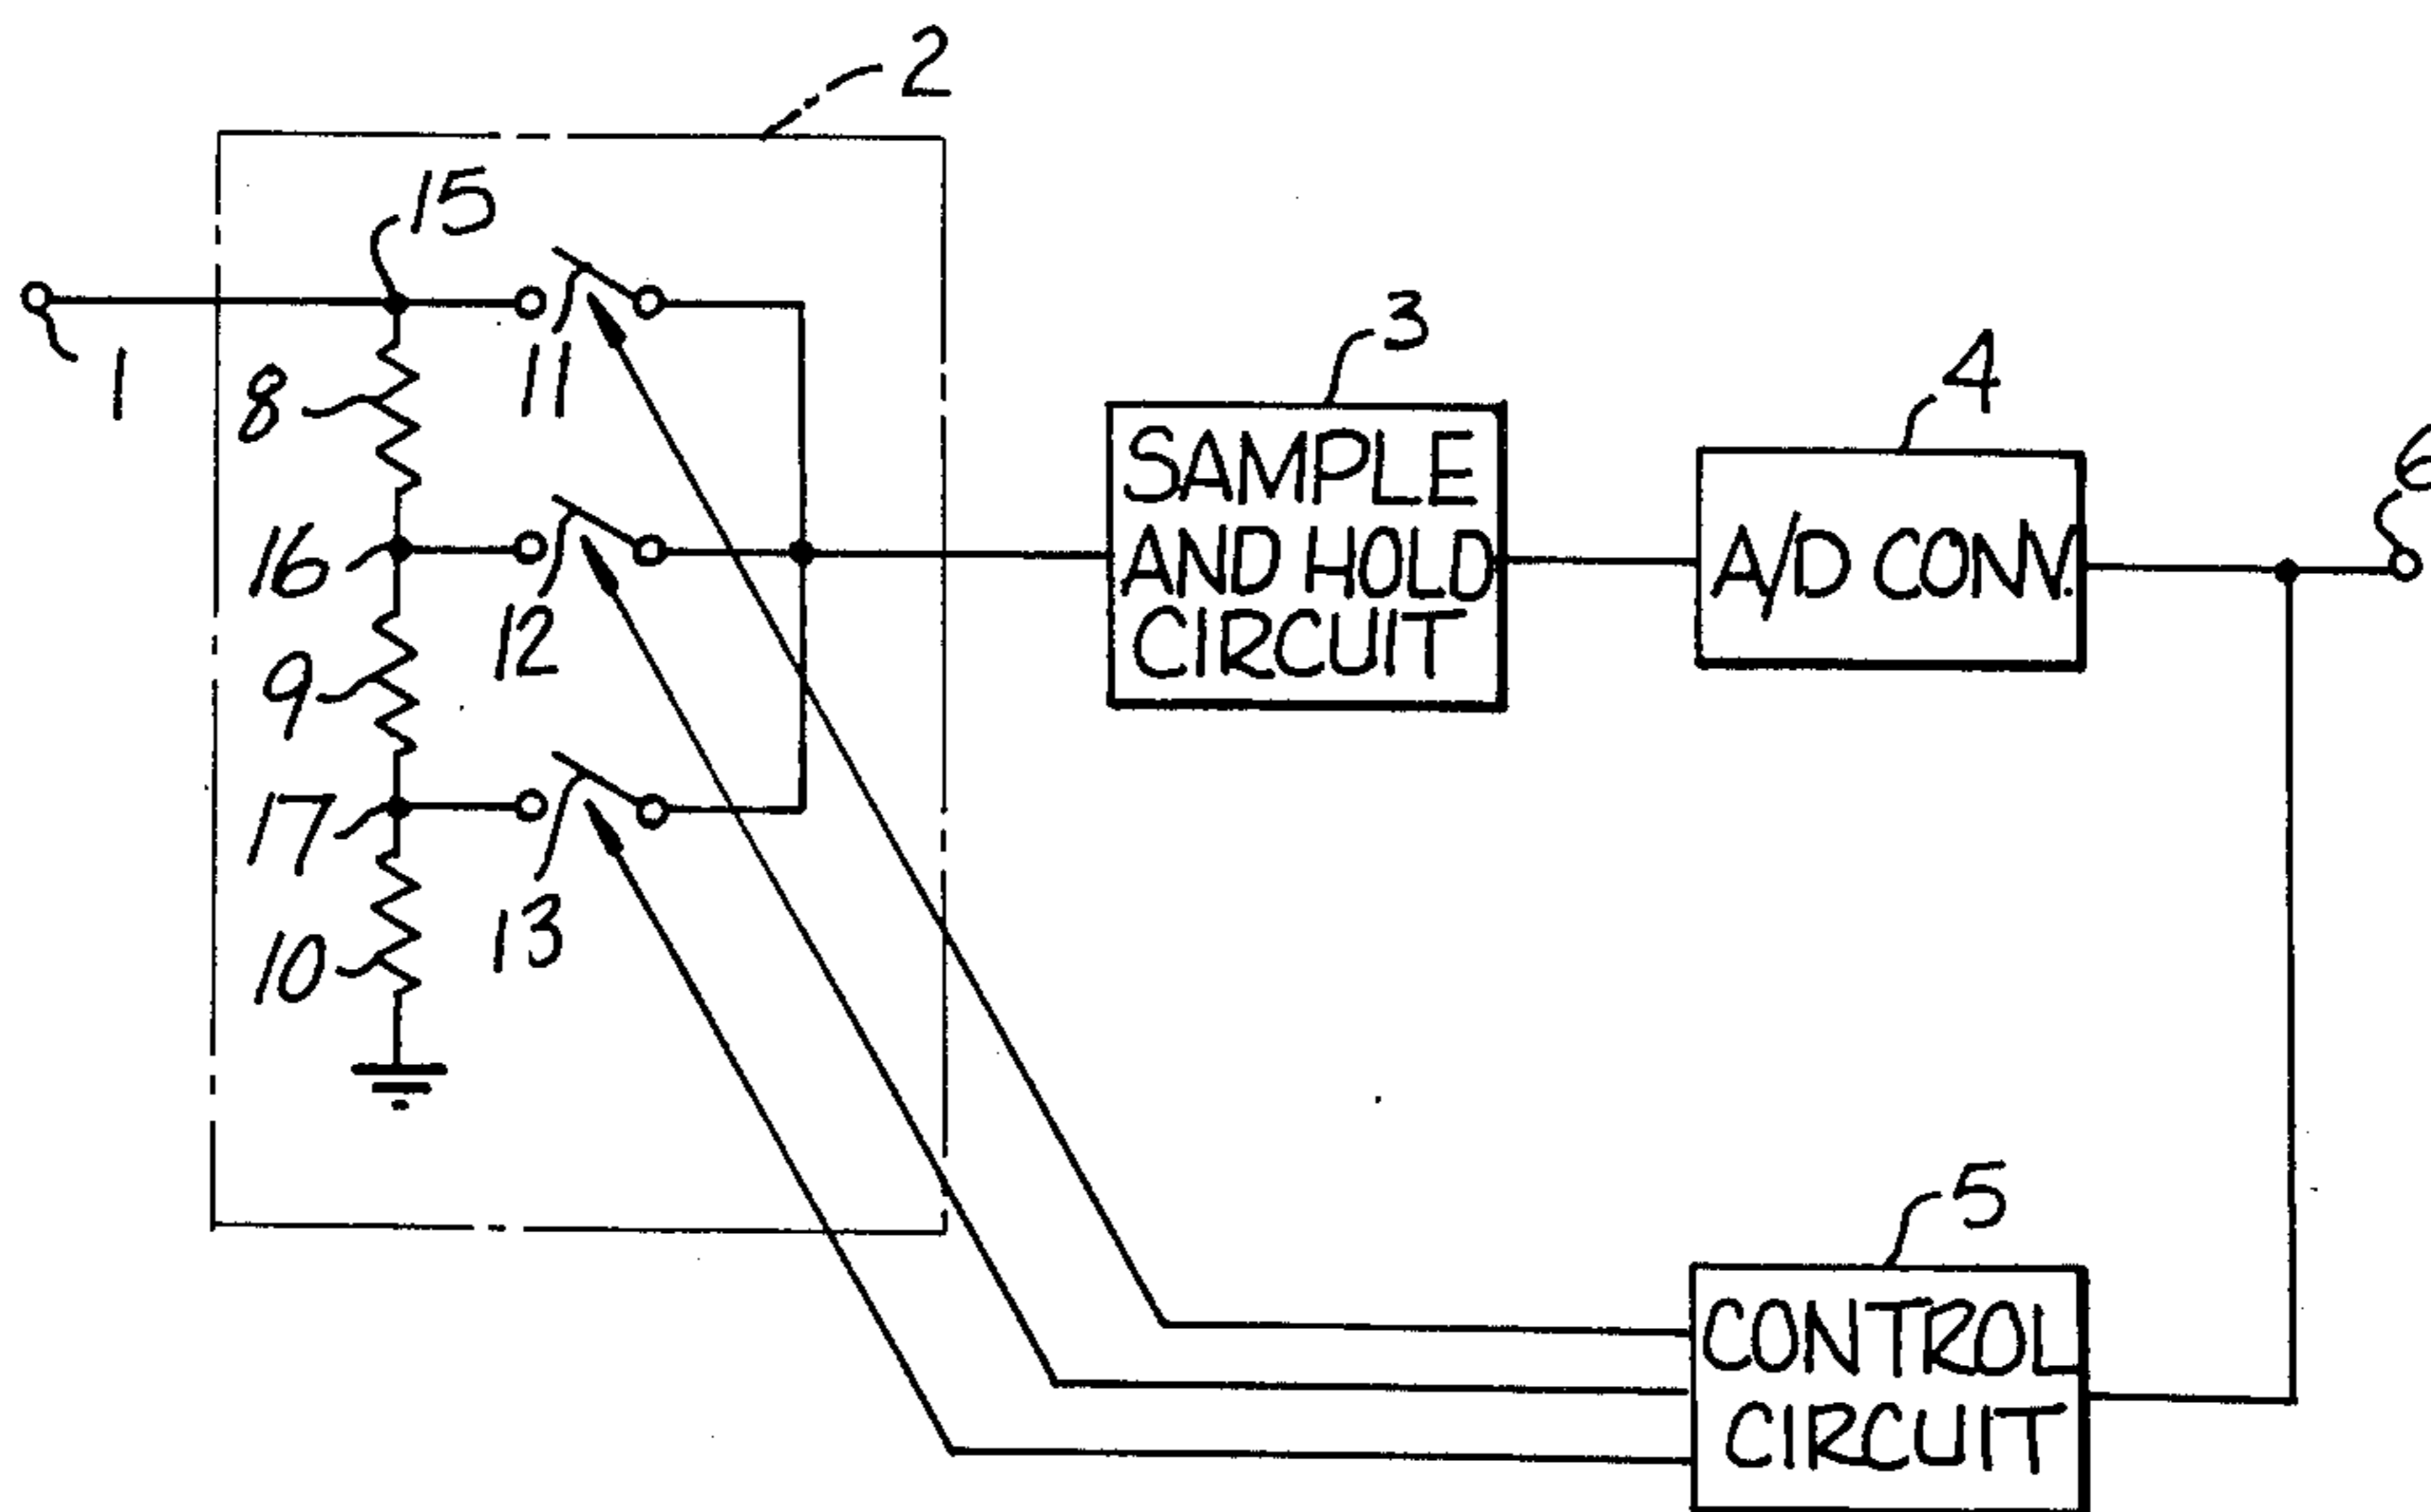 2
15
1
8
11
3
SAMPLE
AND HOLD
CIRCUIT
4
A/D CONV.
6
16
12
9
17
13
10
5
CONTROL
CIRCUIT